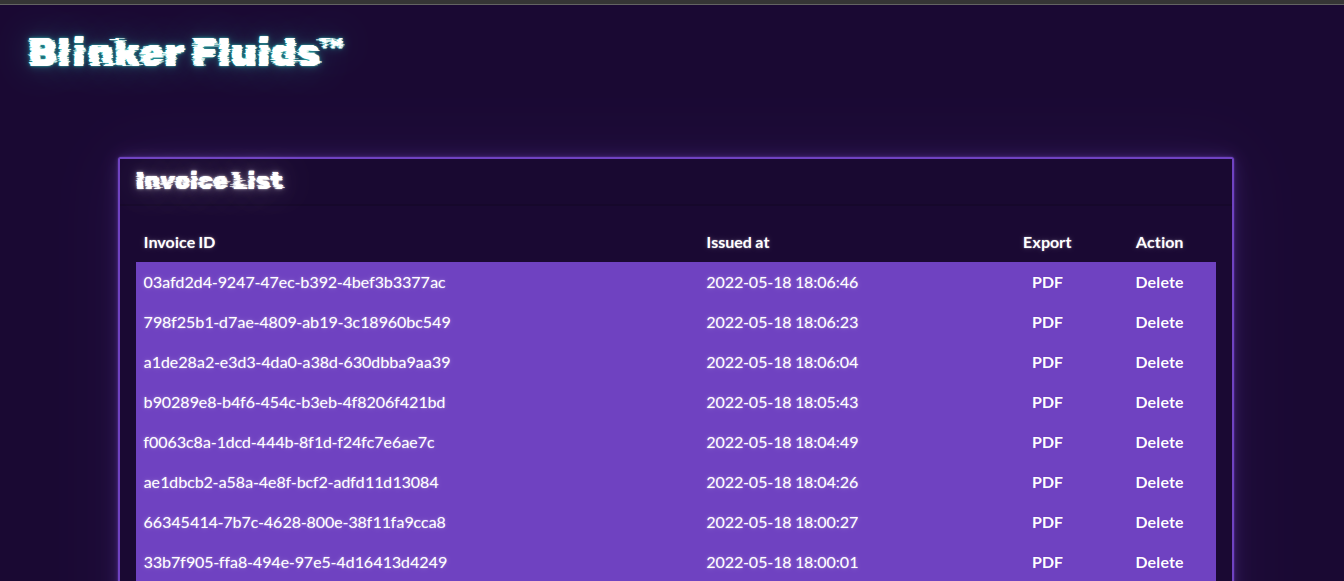 Blinker Fluids™
Invoice List
Invoice ID Issued at Export Action
03afd2d4-9247-47ec-b392-4bef3b3377ac 2022-05-18 18:06:46 PDF Delete
798f25b1-d7ae-4809-ab19-3c18960bc549 2022-05-18 18:06:23 PDF Delete
a1de28a2-e3d3-4da0-a38d-630dbba9aa39 2022-05-18 18:06:04 PDF Delete
b90289e8-b4f6-454c-b3eb-4f8206f421bd 2022-05-18 18:05:43 PDF Delete
f0063c8a-1dcd-444b-8f1d-f24fc7e6ae7c 2022-05-18 18:04:49 PDF Delete
ae1dbcb2-a58a-4e8f-bcf2-adfd11d13084 2022-05-18 18:04:26 PDF Delete
66345414-7b7c-4628-800e-38f11fa9cca8 2022-05-18 18:00:27 PDF Delete
33b7f905-ffa8-494e-97e5-4d16413d4249 2022-05-18 18:00:01 PDF Delete